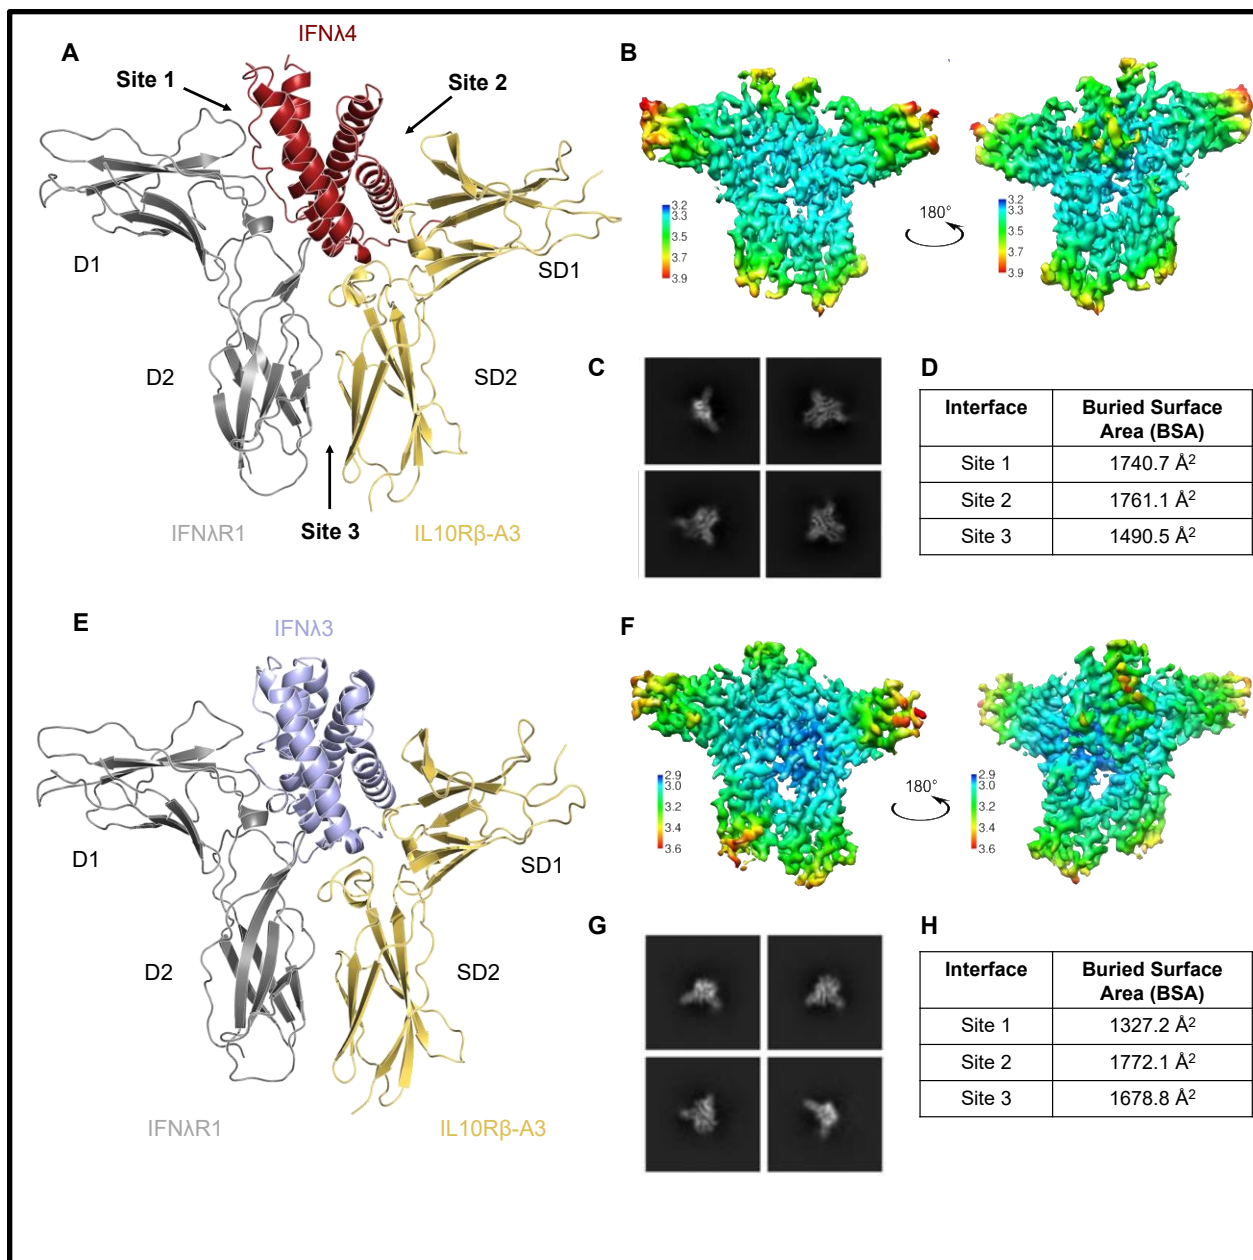 A
IFNλ4
Site 1
Site 2
D1
SD1
D2
SD2
IFNλR1
Site 3
IL10Rβ-A3
B
3.2
3.3
3.5
3.7
3.9
180°
3.2
3.3
3.5
3.7
3.9
C
D
Interface Buried Surface Area (BSA)
Site 1 1740.7 Å²
Site 2 1761.1 Å²
Site 3 1490.5 Å²
E
IFNλ3
D1
SD1
D2
SD2
IFNλR1
IL10Rβ-A3
F
2.9
3.0
3.2
3.4
3.6
180°
2.9
3.0
3.2
3.4
3.6
G
H
Interface Buried Surface Area (BSA)
Site 1 1327.2 Å²
Site 2 1772.1 Å²
Site 3 1678.8 Å²